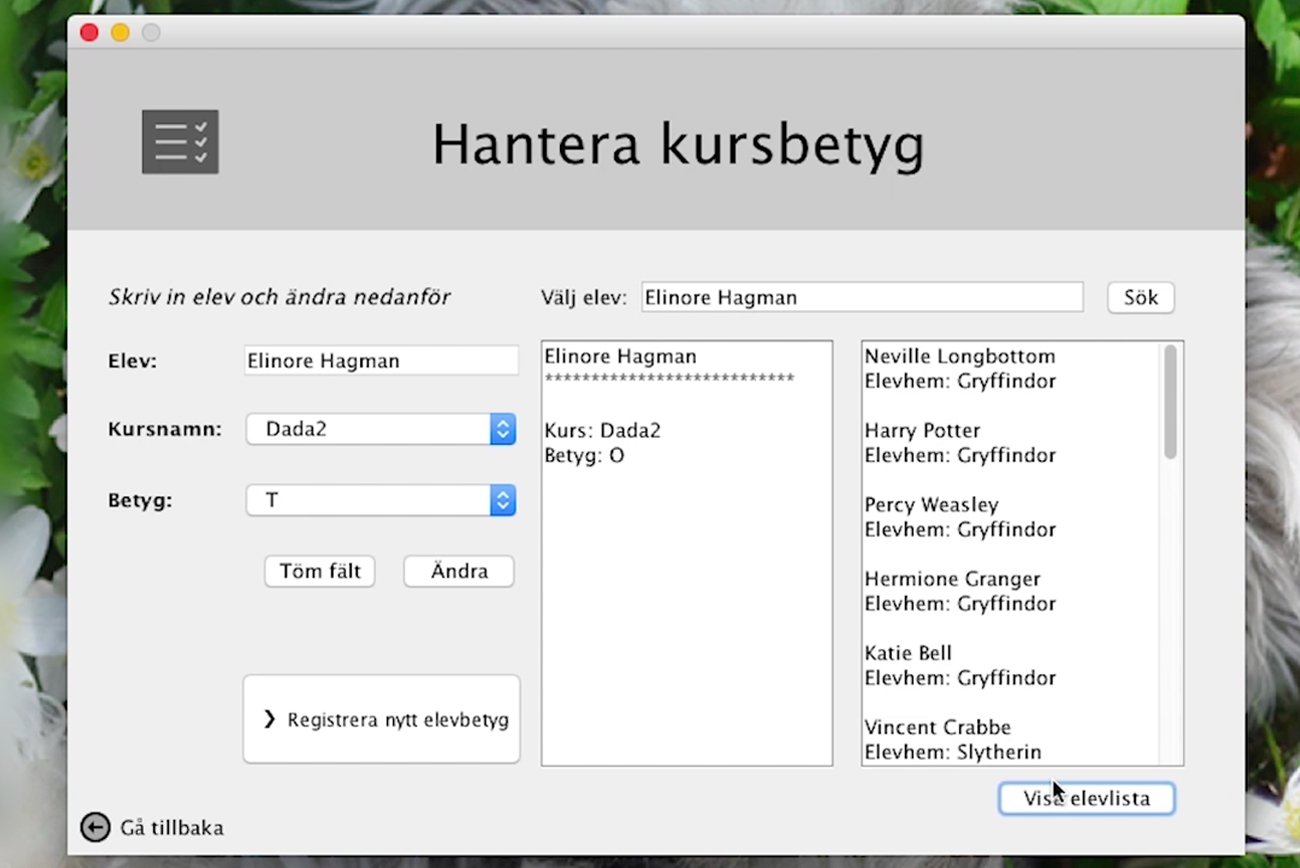 Hantera kursbetyg
Skriv in elev och ändra nedanför
Elev: Elinore Hagman
Kursnamn: Dada2
Betyg: T
Töm fält Ändra
❯ Registrera nytt elevbetyg
Gå tillbaka
Välj elev: Elinore Hagman Sök
Elinore Hagman
***************************
Kurs: Dada2
Betyg: O
Neville Longbottom
Elevhem: Gryffindor
Harry Potter
Elevhem: Gryffindor
Percy Weasley
Elevhem: Gryffindor
Hermione Granger
Elevhem: Gryffindor
Katie Bell
Elevhem: Gryffindor
Vincent Crabbe
Elevhem: Slytherin
Visa elevlista